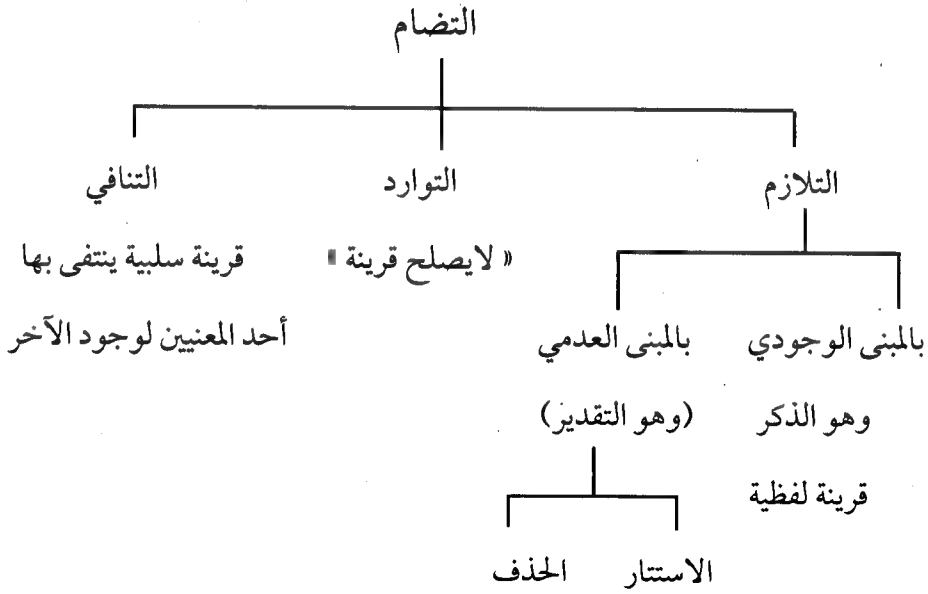 التضام
التلازم التوارد التنافي
« لايصلح قرينة » قرينة سلبية ينتفى بها
بالمبنى الوجودي بالمبنى العدمي أحد المعنيين لوجود الآخر
وهو الذكر (وهو التقدير)
قرينة لفظية
الاستتار الحذف